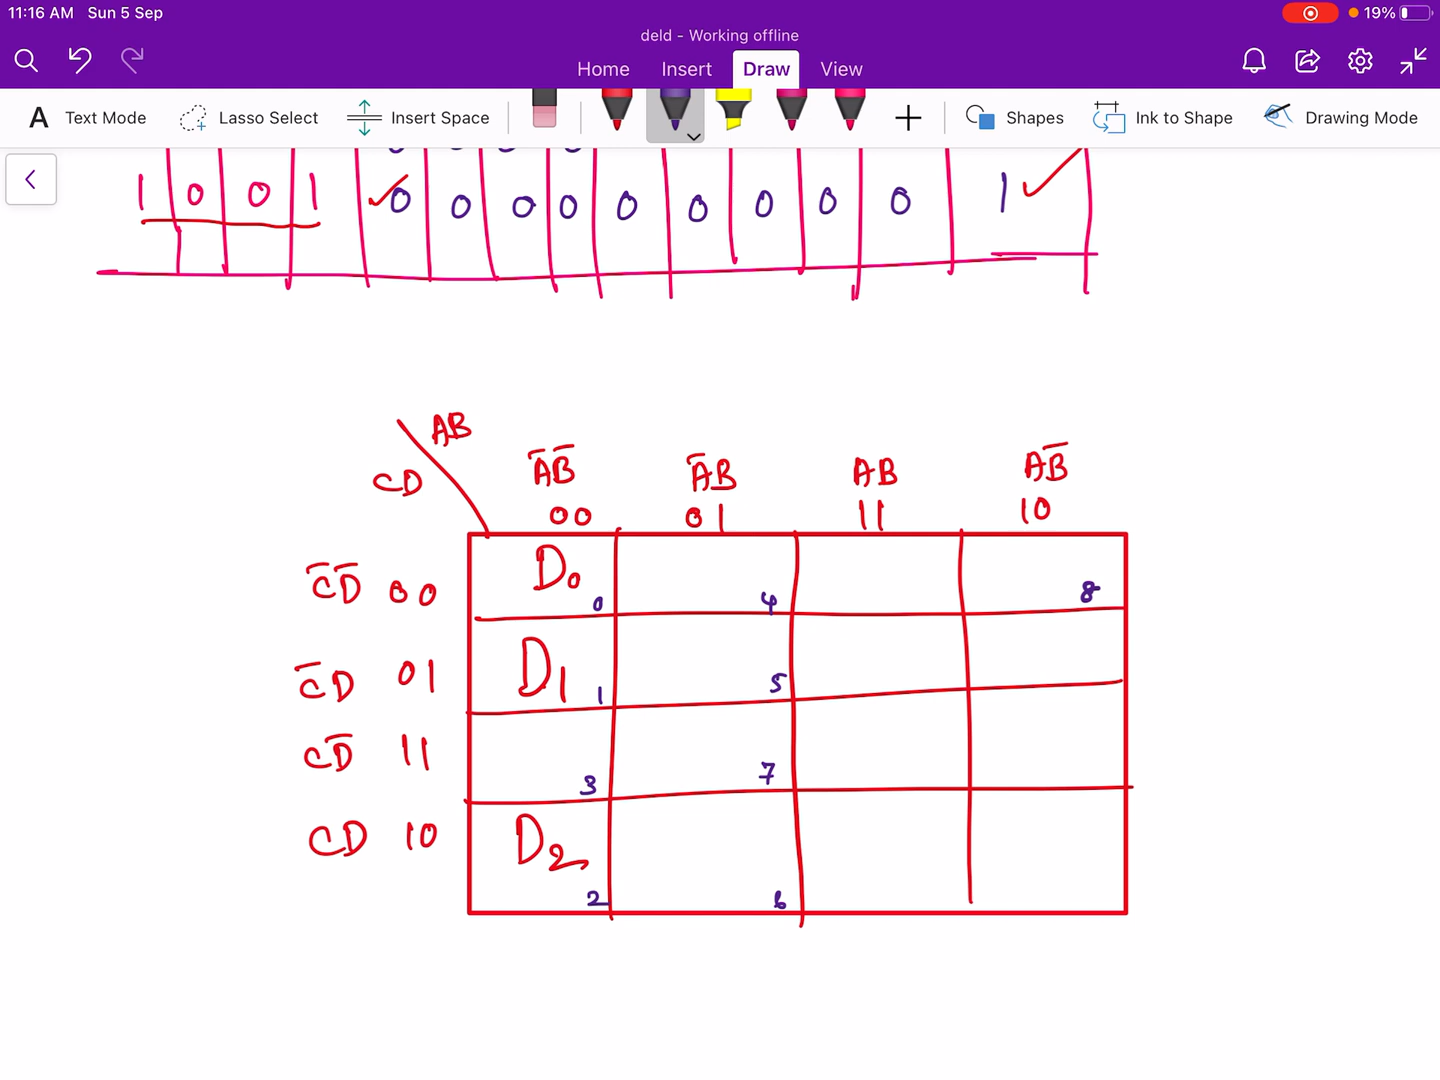 11:16 AM Sun 5 Sep 19%
deld - Working offline
Home Insert Draw View
A Text Mode Lasso Select Insert Space Shapes Ink to Shape Drawing Mode
1 0 0 1 0 0 0 0 0 0 0 0 0 1
AB
CD
A̅B̅ A̅B AB AB̅
00 01 11 10
C̅D̅ 00 D₀ 0 4 8
C̅D 01 D₁ 1 5
CD̅ 11 3 7
CD 10 D₂ 2 6